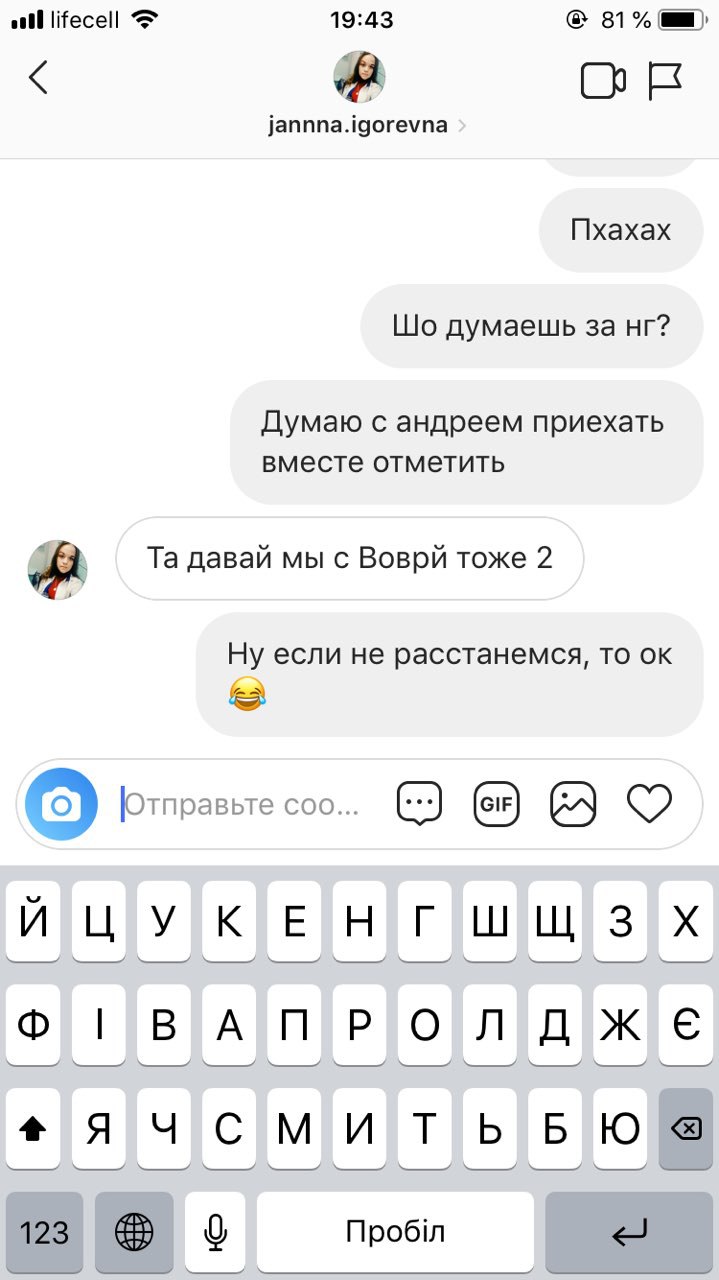 lifecell 19:43 81 %
jannna.igorevna
Пхахах
Шо думаешь за нг?
Думаю с андреем приехать
вместе отметить
Та давай мы с Воврй тоже 2
Ну если не расстанемся, то ок
😂
Отправьте соо... GIF
Й Ц У К Е Н Г Ш Щ З Х
Ф І В А П Р О Л Д Ж Є
Я Ч С М И Т Ь Б Ю
123 Пробіл